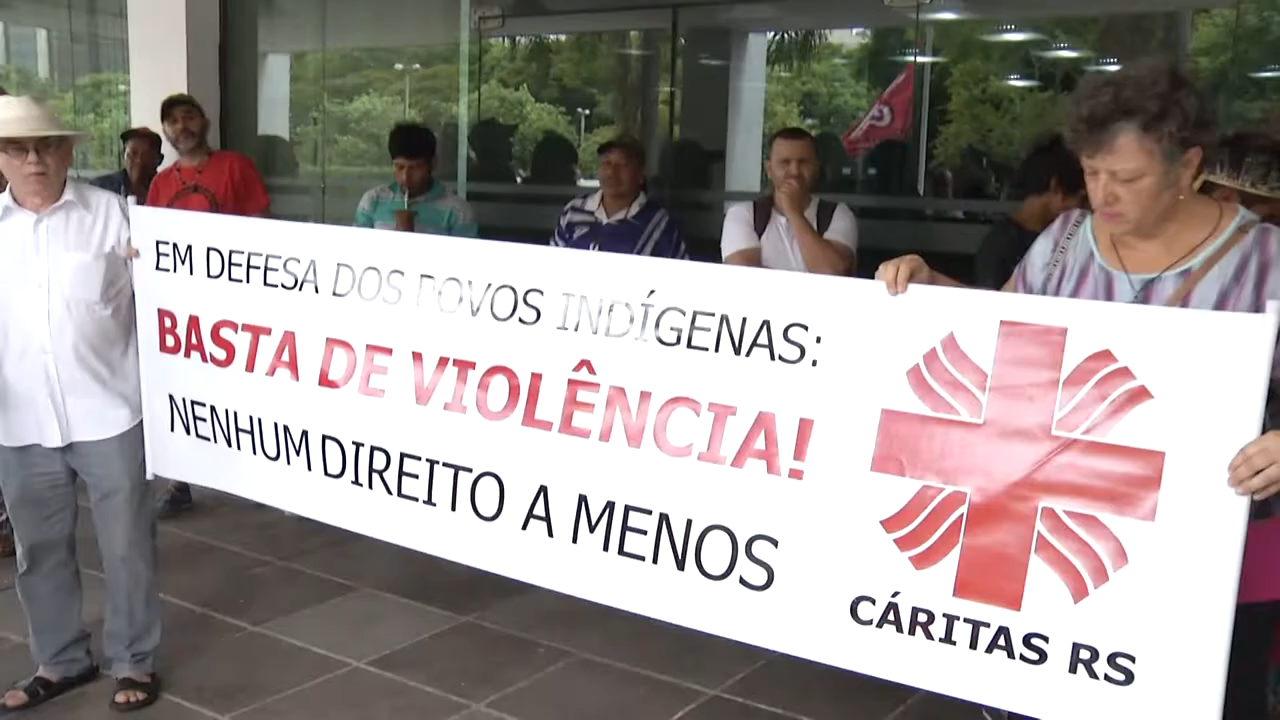 EM DEFESA DOS POVOS INDÍGENAS:
BASTA DE VIOLÊNCIA!
NENHUM DIREITO A MENOS
CÁRITAS RS